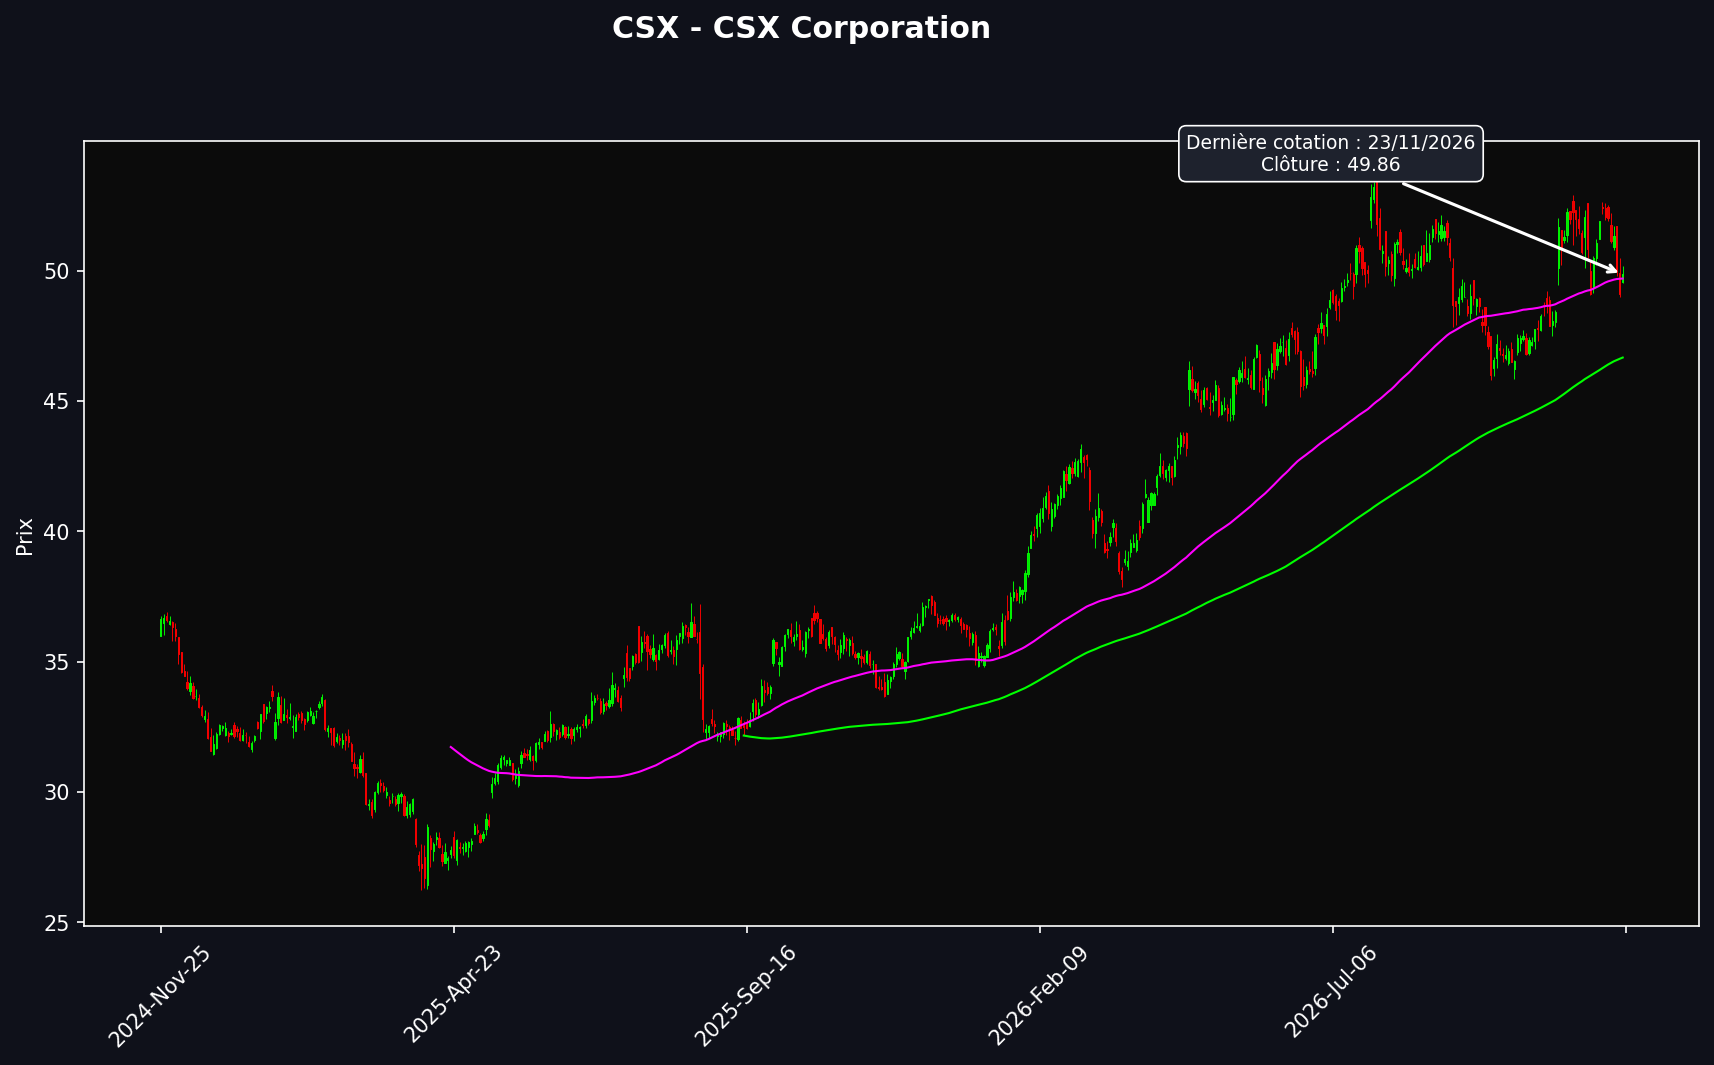 CSX - CSX Corporation
Dernière cotation : 23/11/2026
Clôture : 49.86
Prix
50
45
40
35
30
25
2024-Nov-25
2025-Apr-23
2025-Sep-16
2026-Feb-09
2026-Jul-06